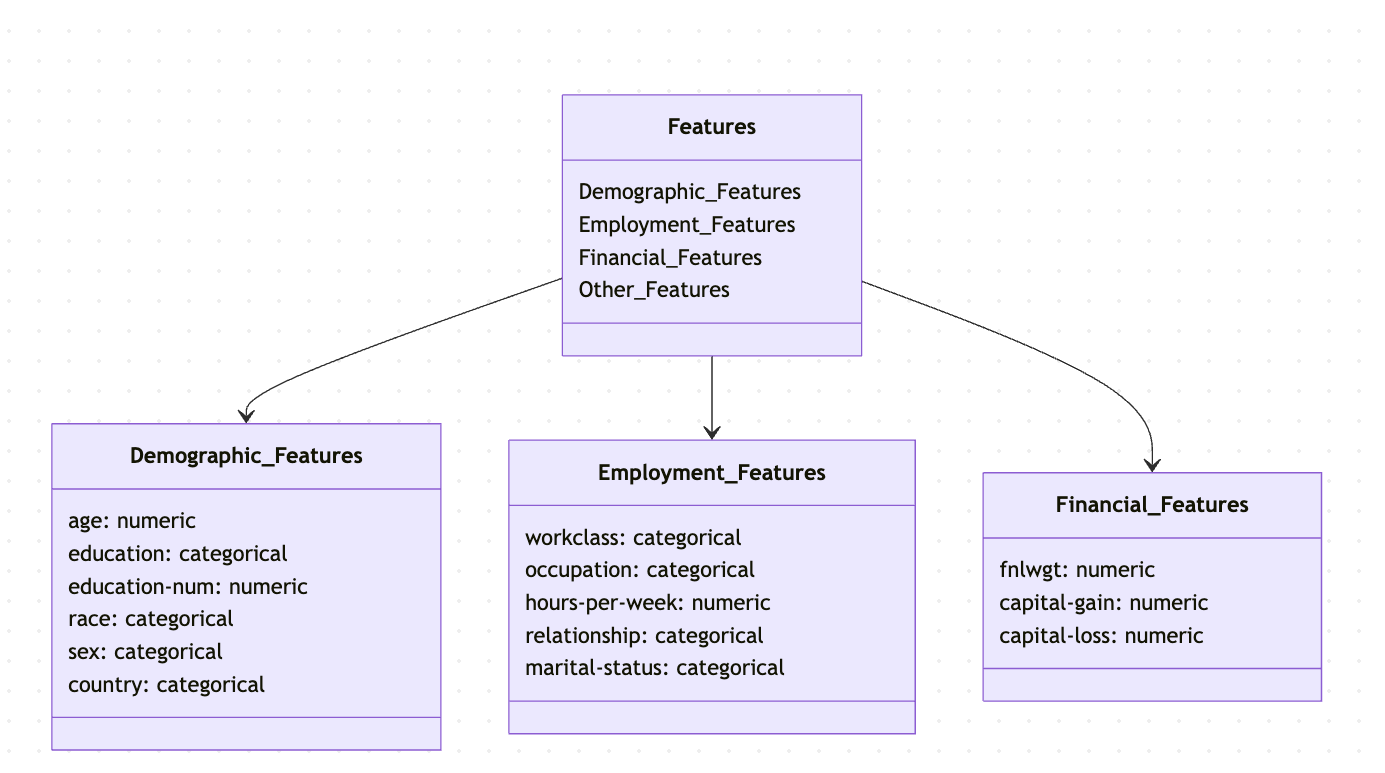 Features
Demographic_Features
Employment_Features
Financial_Features
Other_Features
Demographic_Features
age: numeric
education: categorical
education-num: numeric
race: categorical
sex: categorical
country: categorical
Employment_Features
workclass: categorical
occupation: categorical
hours-per-week: numeric
relationship: categorical
marital-status: categorical
Financial_Features
fnlwgt: numeric
capital-gain: numeric
capital-loss: numeric